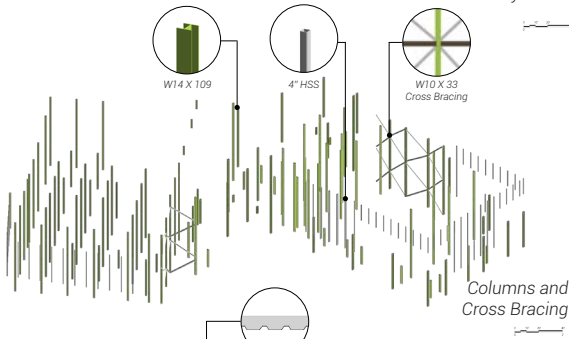 W14 X 109
4" HSS
W10 X 33
Cross Bracing
Columns and
Cross Bracing